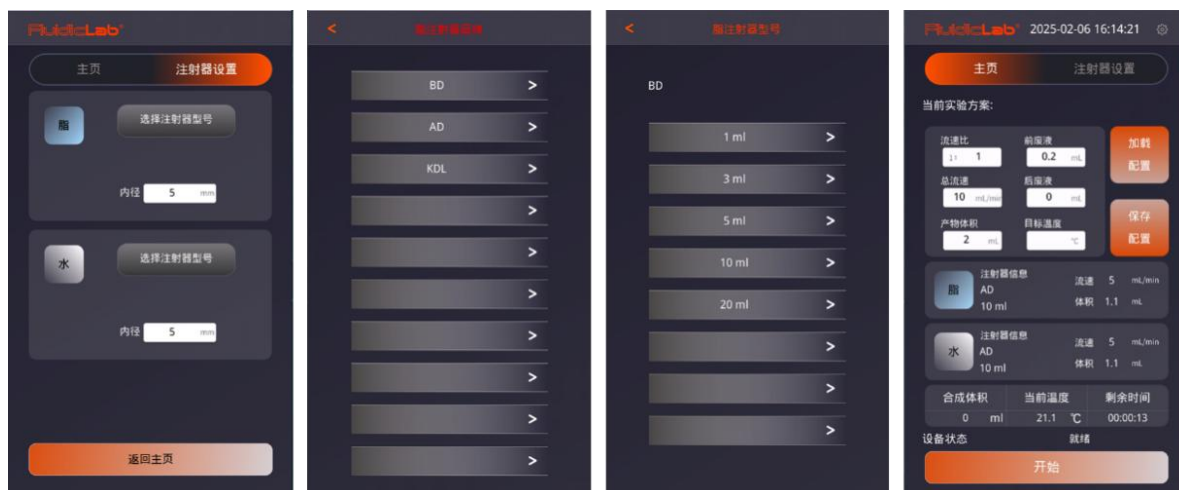 FluidicLab
主页 注射器设置
脂
选择注射器型号
内径 5 mm
水
选择注射器型号
内径 5 mm
返回主页
<
BD >
AD >
KDL >
>
>
>
>
>
>
>
< 脂注射器型号
BD
1 ml >
3 ml >
5 ml >
10 ml >
20 ml >
>
>
>
FluidicLab 2025-02-06 16:14:21
主页 注射器设置
当前实验方案:
流速比 前废液
1: 1 0.2 mL
加载配置
总流速 后废液
10 mL/min 0 mL
产物体积 目标温度
2 mL ℃
保存配置
脂
注射器信息
AD
10 ml
流速 5 mL/min
体积 1.1 mL
水
注射器信息
AD
10 ml
流速 5 mL/min
体积 1.1 mL
合成体积 当前温度 剩余时间
0 ml 21.1 ℃ 00:00:13
设备状态 就绪
开始